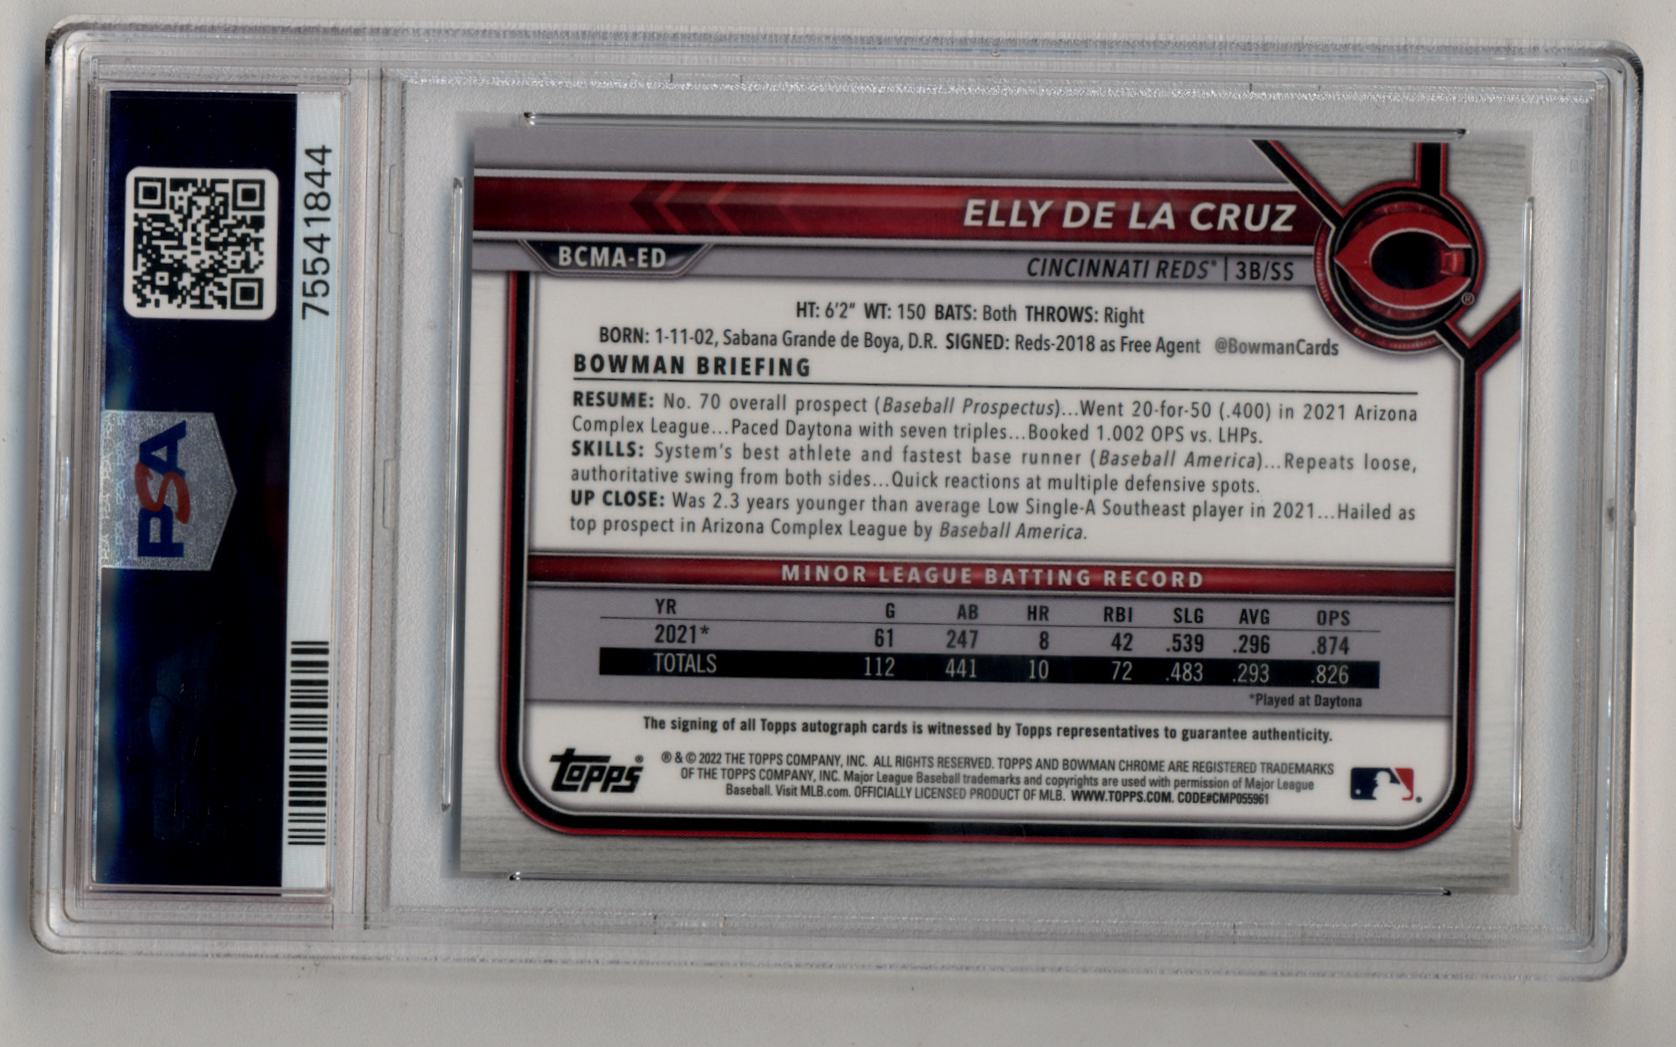 75541844
PSA
ELLY DE LA CRUZ
BCMA-ED
CINCINNATI REDS® | 3B/SS
HT: 6'2" WT: 150 BATS: Both THROWS: Right
BORN: 1-11-02, Sabana Grande de Boya, D.R. SIGNED: Reds-2018 as Free Agent @BowmanCards
BOWMAN BRIEFING
RESUME: No. 70 overall prospect (Baseball Prospectus)...Went 20-for-50 (.400) in 2021 Arizona
Complex League...Paced Daytona with seven triples...Booked 1.002 OPS vs. LHPs.
SKILLS: System's best athlete and fastest base runner (Baseball America)...Repeats loose,
authoritative swing from both sides...Quick reactions at multiple defensive spots.
UP CLOSE: Was 2.3 years younger than average Low Single-A Southeast player in 2021...Hailed as
top prospect in Arizona Complex League by Baseball America.
MINOR LEAGUE BATTING RECORD
YR G AB HR RBI SLG AVG OPS
2021* 61 247 8 42 .539 .296 .874
TOTALS 112 441 10 72 .483 .293 .826
*Played at Daytona
The signing of all Topps autograph cards is witnessed by Topps representatives to guarantee authenticity.
topps®
® & © 2022 THE TOPPS COMPANY, INC. ALL RIGHTS RESERVED. TOPPS AND BOWMAN CHROME ARE REGISTERED TRADEMARKS
OF THE TOPPS COMPANY, INC. Major League Baseball trademarks and copyrights are used with permission of Major League
Baseball. Visit MLB.com. OFFICIALLY LICENSED PRODUCT OF MLB. WWW.TOPPS.COM. CODE#CMP055961